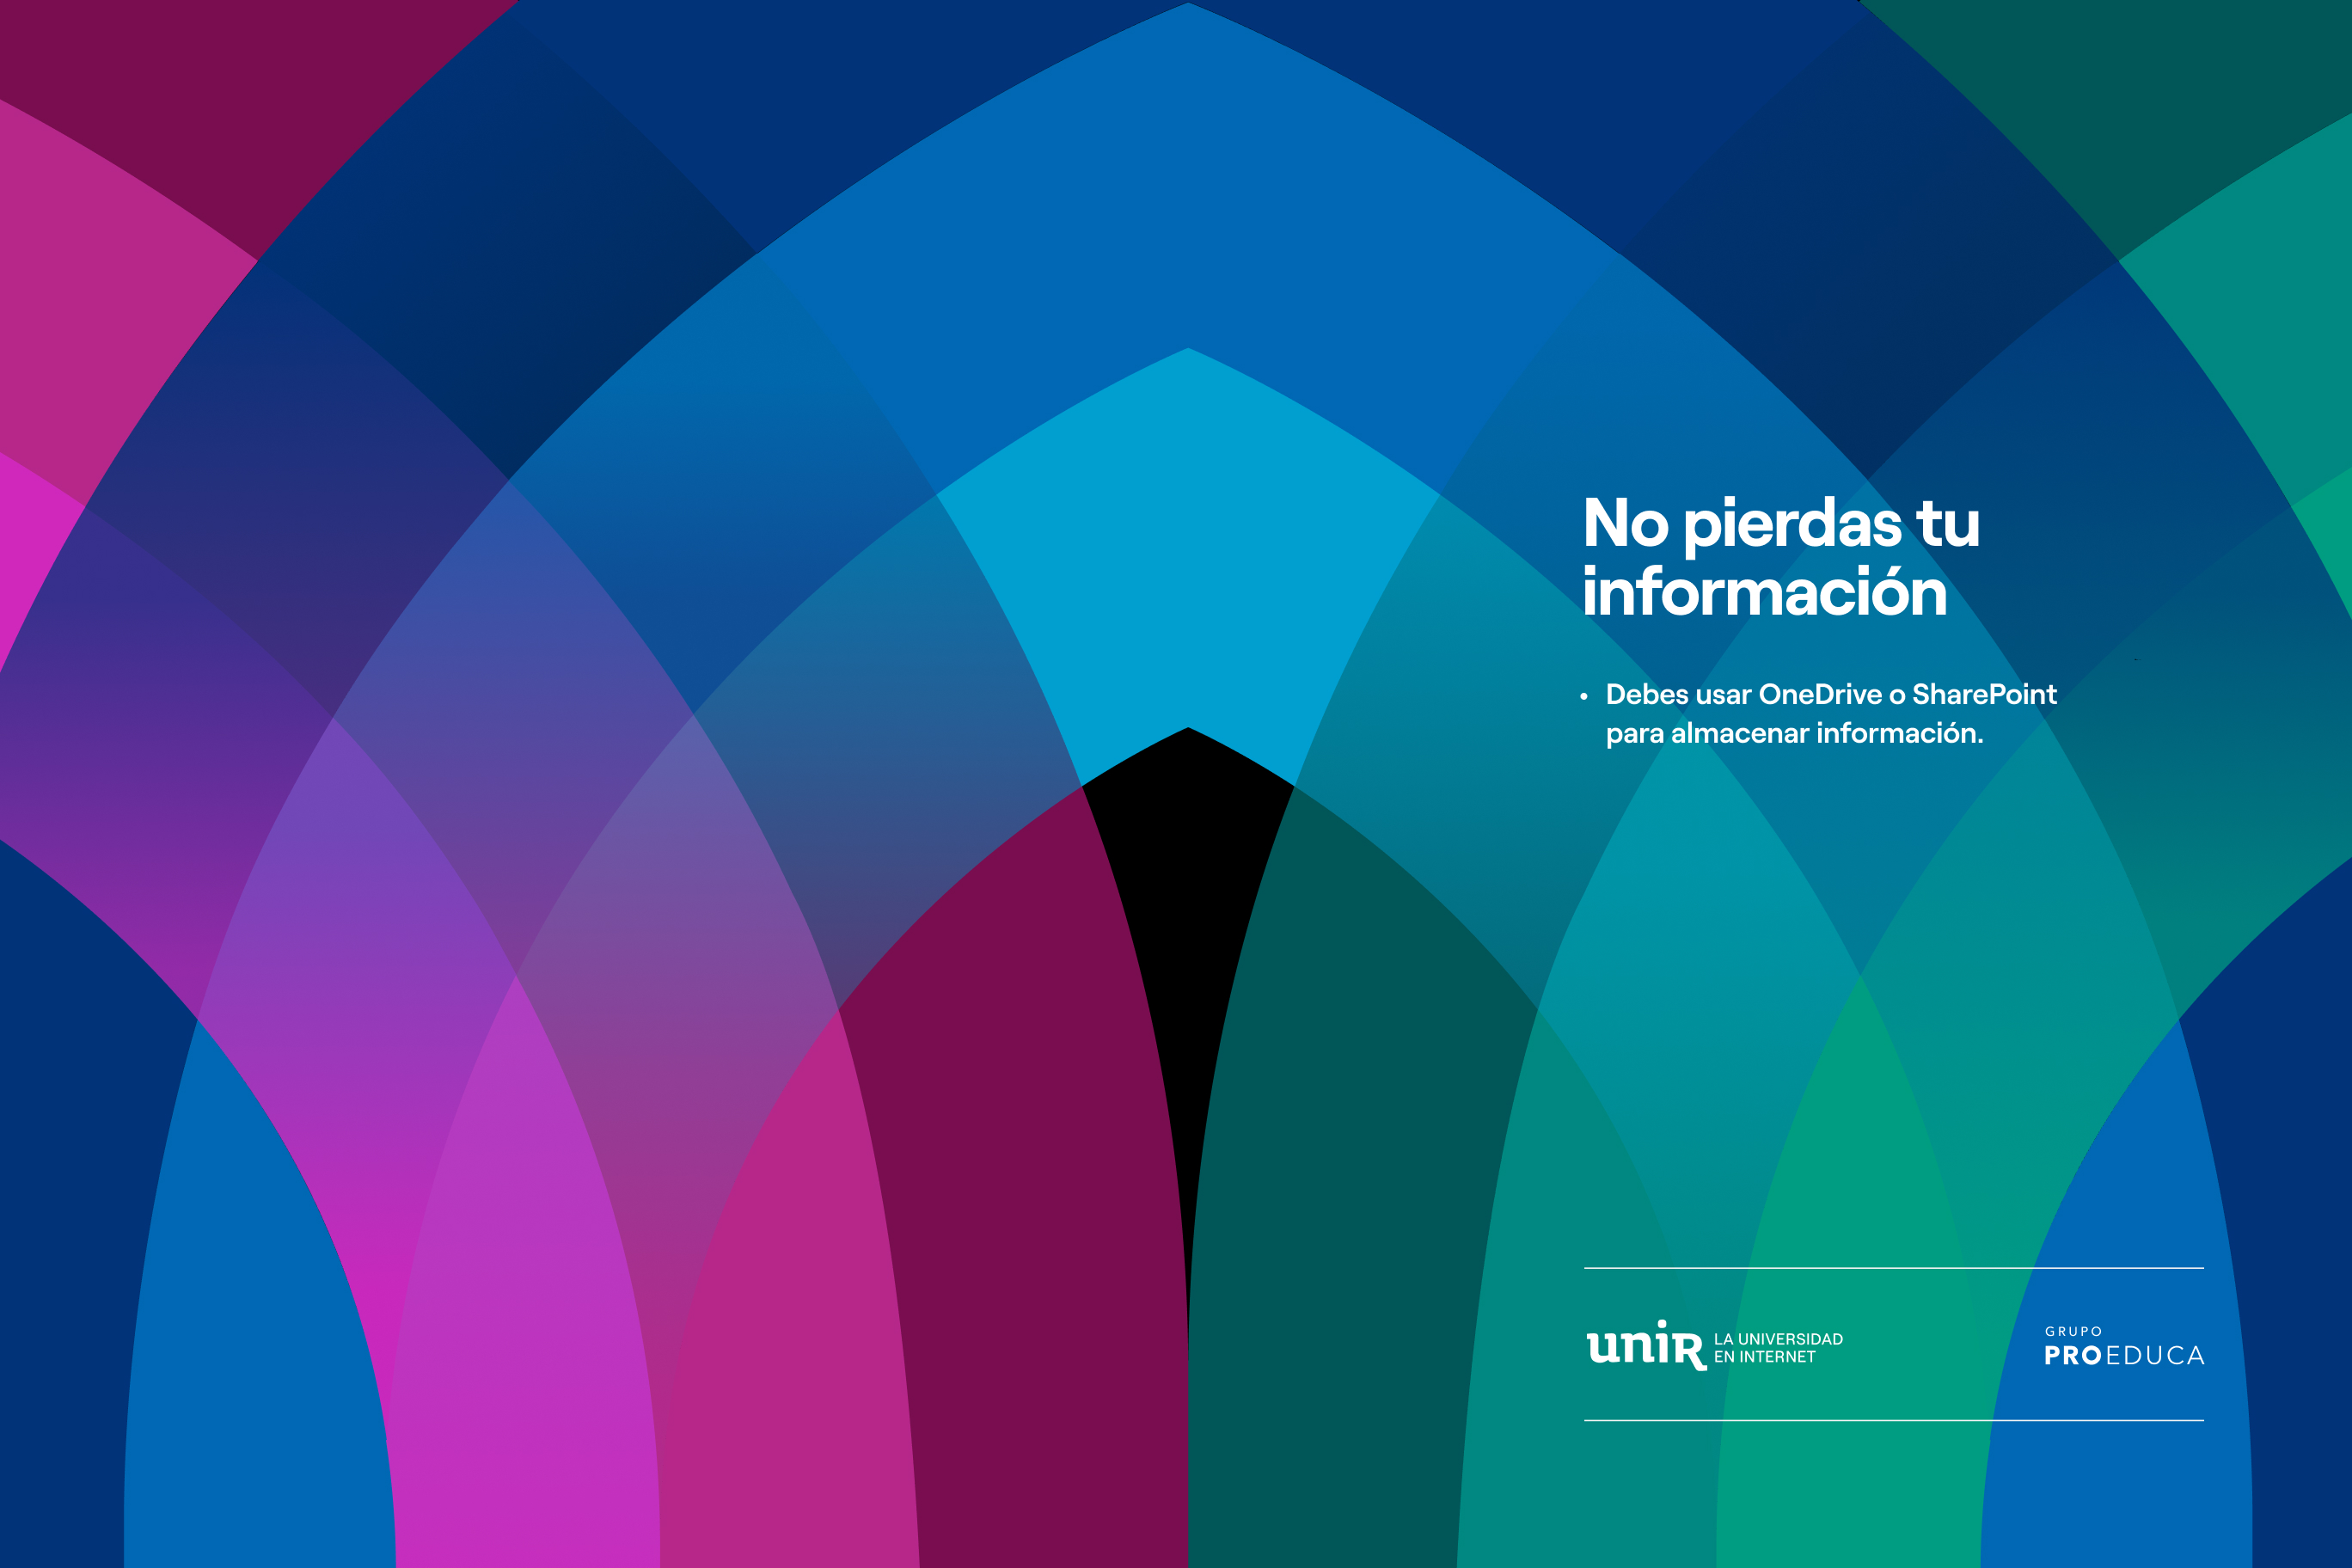 No pierdas tu
información
• Debes usar OneDrive o SharePoint
para almacenar información.
unir LA UNIVERSIDAD
EN INTERNET
GRUPO
PROEDUCA